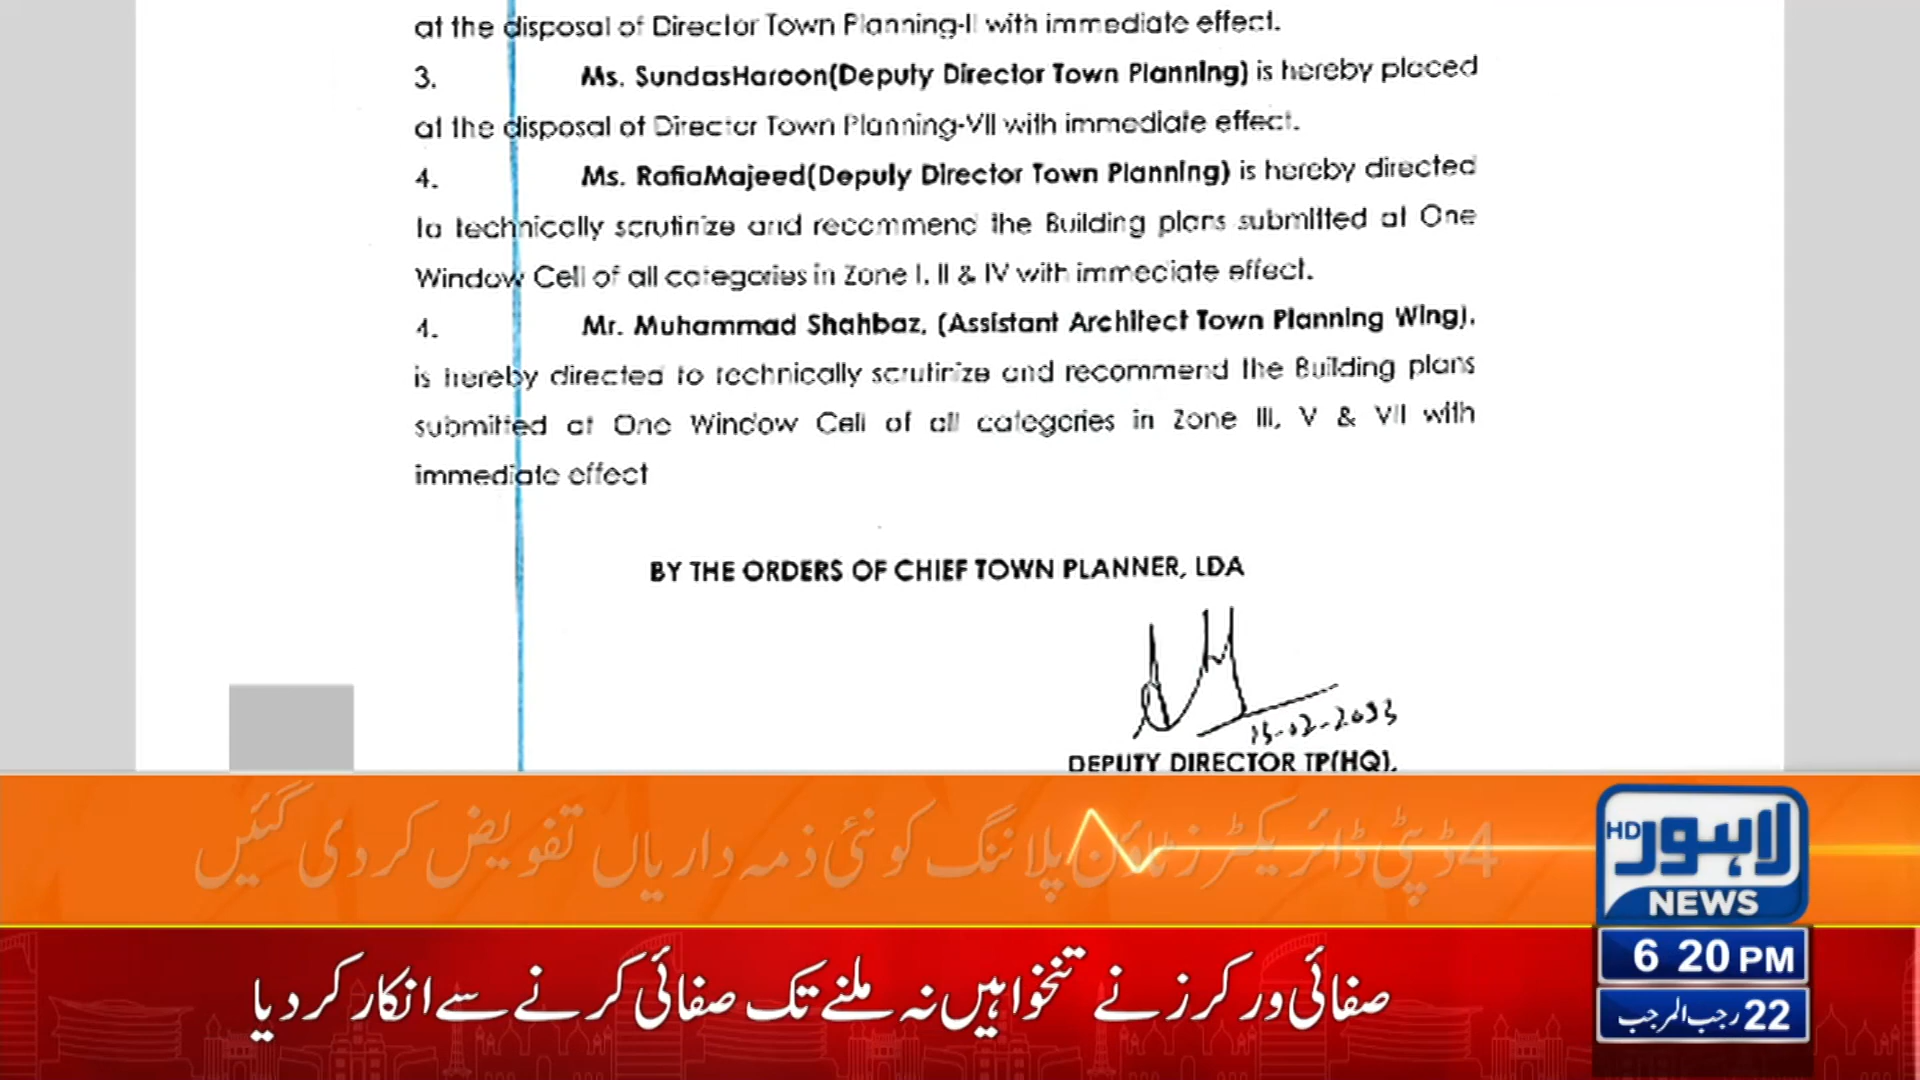 at the disposal of Director Town Planning-II with immediate effect.
3. Ms. SundasHaroon(Deputy Director Town Planning) is hereby placed
at the disposal of Director Town Planning-VII with immediate effect.
4. Ms. RafiaMajeed(Deputy Director Town Planning) is hereby directed
to technically scrutinize and recommend the Building plans submitted at One
Window Cell of all categories in Zone I, II & IV with immediate effect.
4. Mr. Muhammad Shahbaz, (Assistant Architect Town Planning Wing),
is hereby directed to technically scrutinize and recommend the Building plans
submitted at One Window Cell of all categories in Zone III, V & VII with
immediate effect
BY THE ORDERS OF CHIEF TOWN PLANNER, LDA
15-02-2023
DEPUTY DIRECTOR TP(HQ).
4 ڈپٹی ڈائریکٹرز ٹاؤن پلاننگ کو نئی ذمہ داریاں تفویض کردی گئیں
HD لاہور
NEWS
6 20 PM
صفائی ورکرز نے تنخواہیں نہ ملنے تک صفائی کرنے سے انکار کردیا
22 رجب المرجب